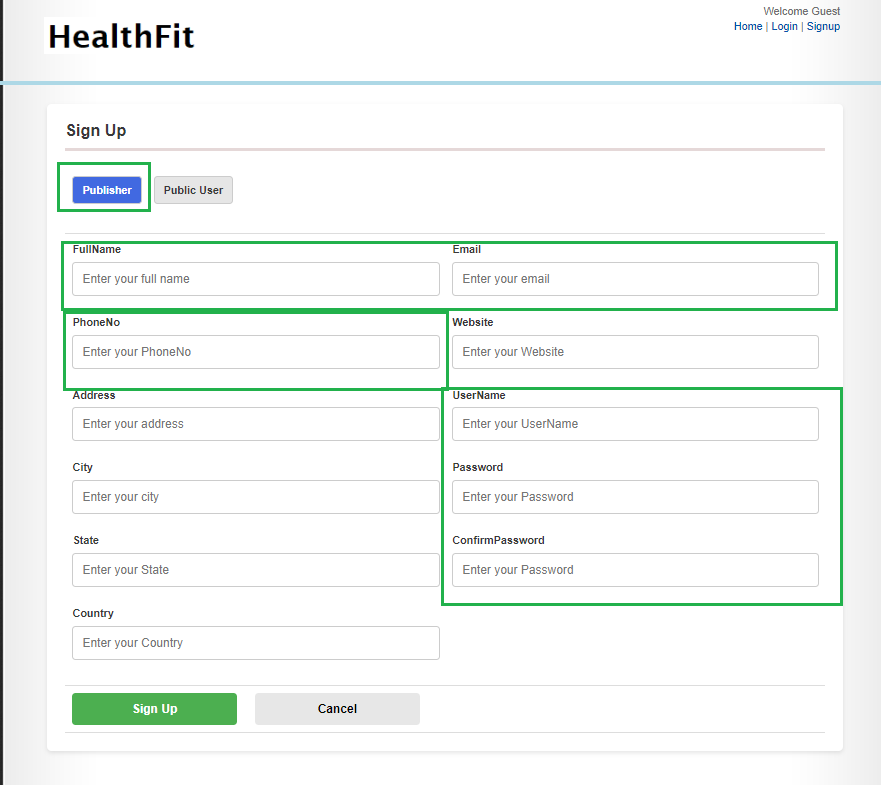 Welcome Guest
HealthFit
Home | Login | Signup
Sign Up
Publisher Public User
FullName Email
Enter your full name Enter your email
PhoneNo Website
Enter your PhoneNo Enter your Website
Address UserName
Enter your address Enter your UserName
City Password
Enter your city Enter your Password
State ConfirmPassword
Enter your State Enter your Password
Country
Enter your Country
Sign Up Cancel